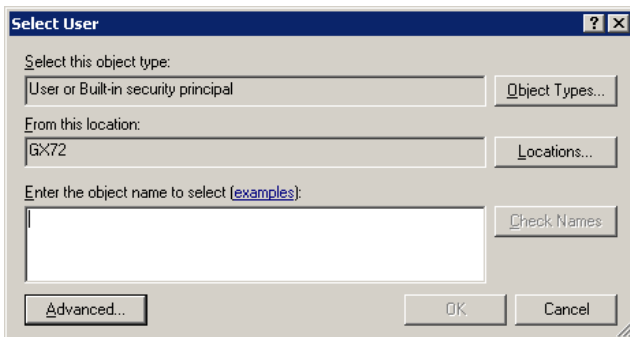 Select User
Select this object type:
User or Built-in security principal
Object Types...
From this location:
GX72
Locations...
Enter the object name to select (examples):
Check Names
Advanced...
OK
Cancel